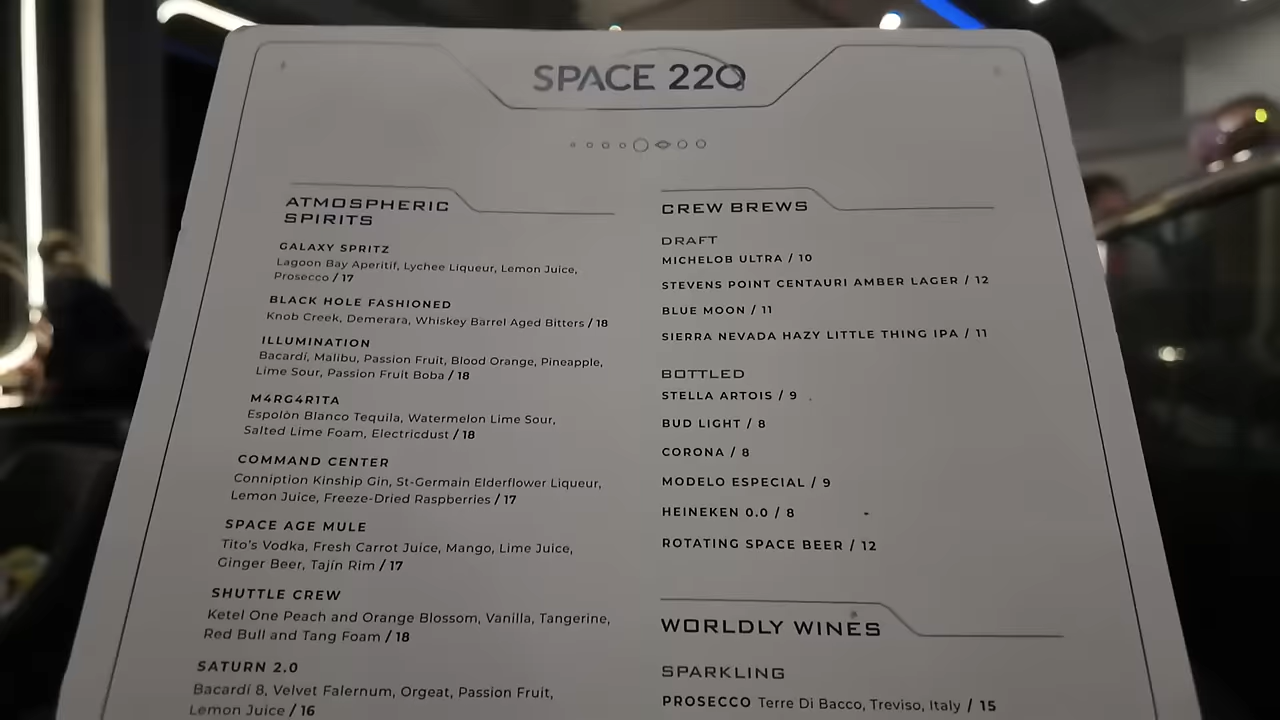 SPACE 220
ATMOSPHERIC
SPIRITS
GALAXY SPRITZ
Lagoon Bay Aperitif, Lychee Liqueur, Lemon Juice,
Prosecco / 17
BLACK HOLE FASHIONED
Knob Creek, Demerara, Whiskey Barrel Aged Bitters / 18
ILLUMINATION
Bacardí, Malibu, Passion Fruit, Blood Orange, Pineapple,
Lime Sour, Passion Fruit Boba / 18
M4RG4R1TA
Espolòn Blanco Tequila, Watermelon Lime Sour,
Salted Lime Foam, Electricdust / 18
COMMAND CENTER
Conniption Kinship Gin, St-Germain Elderflower Liqueur,
Lemon Juice, Freeze-Dried Raspberries / 17
SPACE AGE MULE
Tito's Vodka, Fresh Carrot Juice, Mango, Lime Juice,
Ginger Beer, Tajín Rim / 17
SHUTTLE CREW
Ketel One Peach and Orange Blossom, Vanilla, Tangerine,
Red Bull and Tang Foam / 18
SATURN 2.0
Bacardí 8, Velvet Falernum, Orgeat, Passion Fruit,
Lemon Juice / 16
CREW BREWS
DRAFT
MICHELOB ULTRA / 10
STEVENS POINT CENTAURI AMBER LAGER / 12
BLUE MOON / 11
SIERRA NEVADA HAZY LITTLE THING IPA / 11
BOTTLED
STELLA ARTOIS / 9
BUD LIGHT / 8
CORONA / 8
MODELO ESPECIAL / 9
HEINEKEN 0.0 / 8
ROTATING SPACE BEER / 12
WORLDLY WINES
SPARKLING
PROSECCO Terre Di Bacco, Treviso, Italy / 15